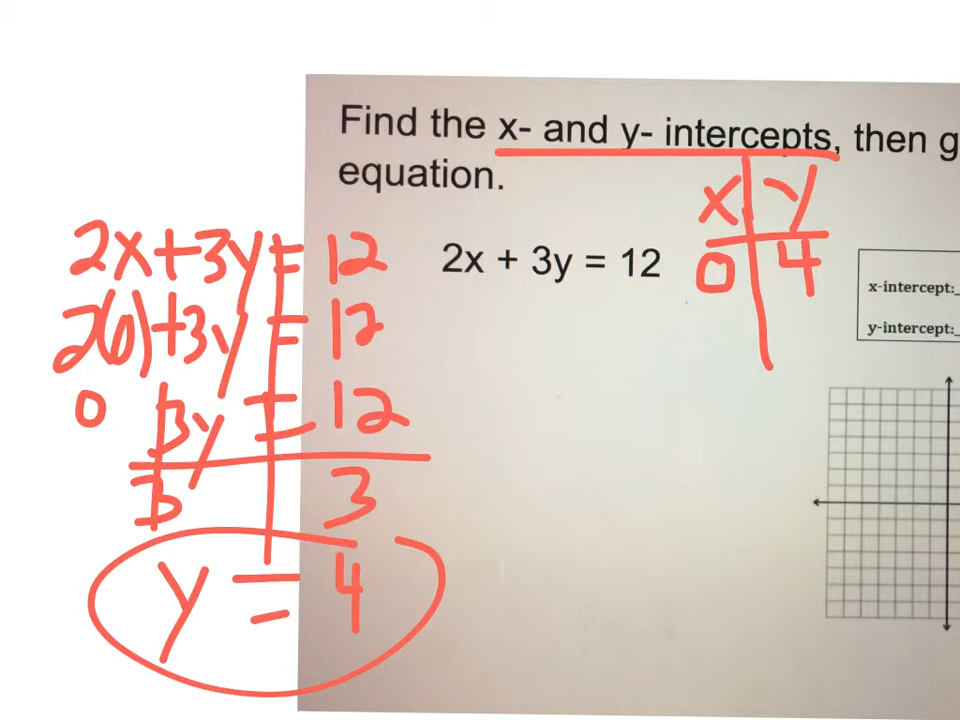 Find the x- and y- intercepts, then g
equation.
2x + 3y = 12
x y
0 4
x-intercept:_
y-intercept:_
2x+3y=12
2(0)+3y=12
0 3y=12
3 3
y=4